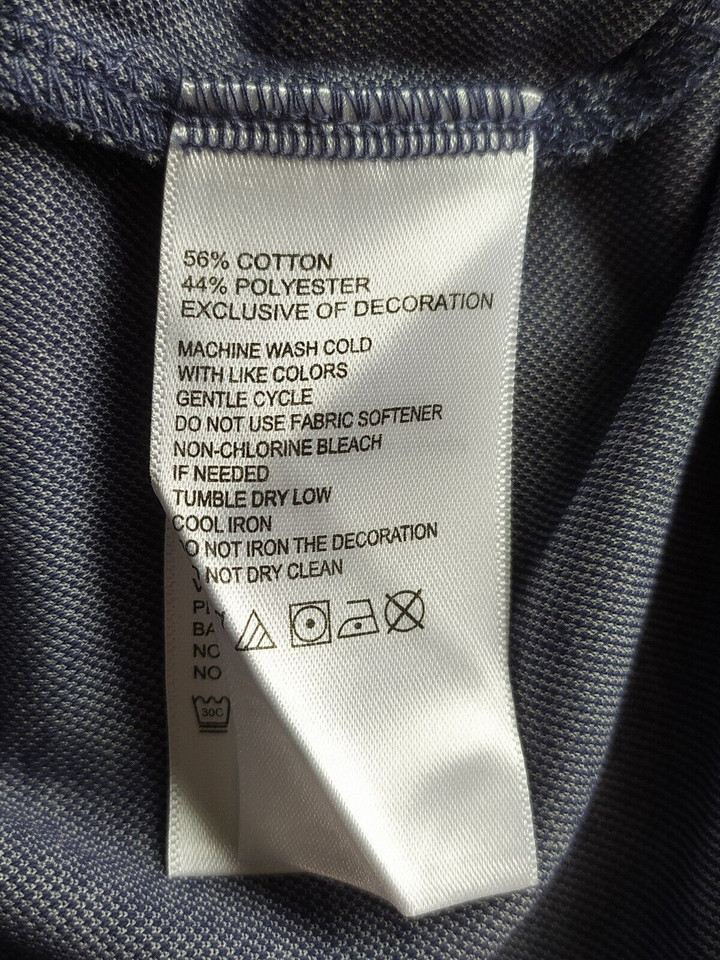 56% COTTON
44% POLYESTER
EXCLUSIVE OF DECORATION
MACHINE WASH COLD
WITH LIKE COLORS
GENTLE CYCLE
DO NOT USE FABRIC SOFTENER
NON-CHLORINE BLEACH
IF NEEDED
TUMBLE DRY LOW
COOL IRON
O NOT IRON THE DECORATION
NOT DRY CLEAN
NO
30C